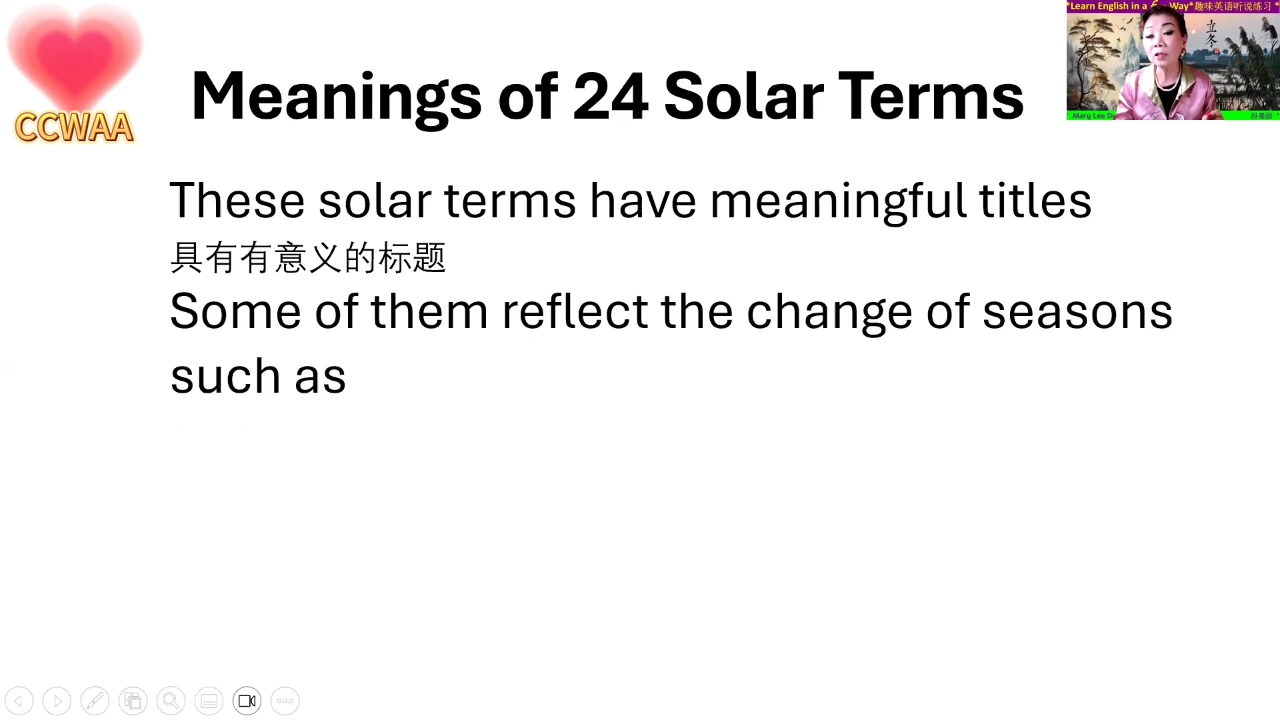 *Learn English in a
Way*趣味英语听说练习 *
立冬
CCWAA
Meanings of 24 Solar Terms
Mary Lee
These solar terms have meaningful titles
具有有意义的标题
Some of them reflect the change of seasons
such as